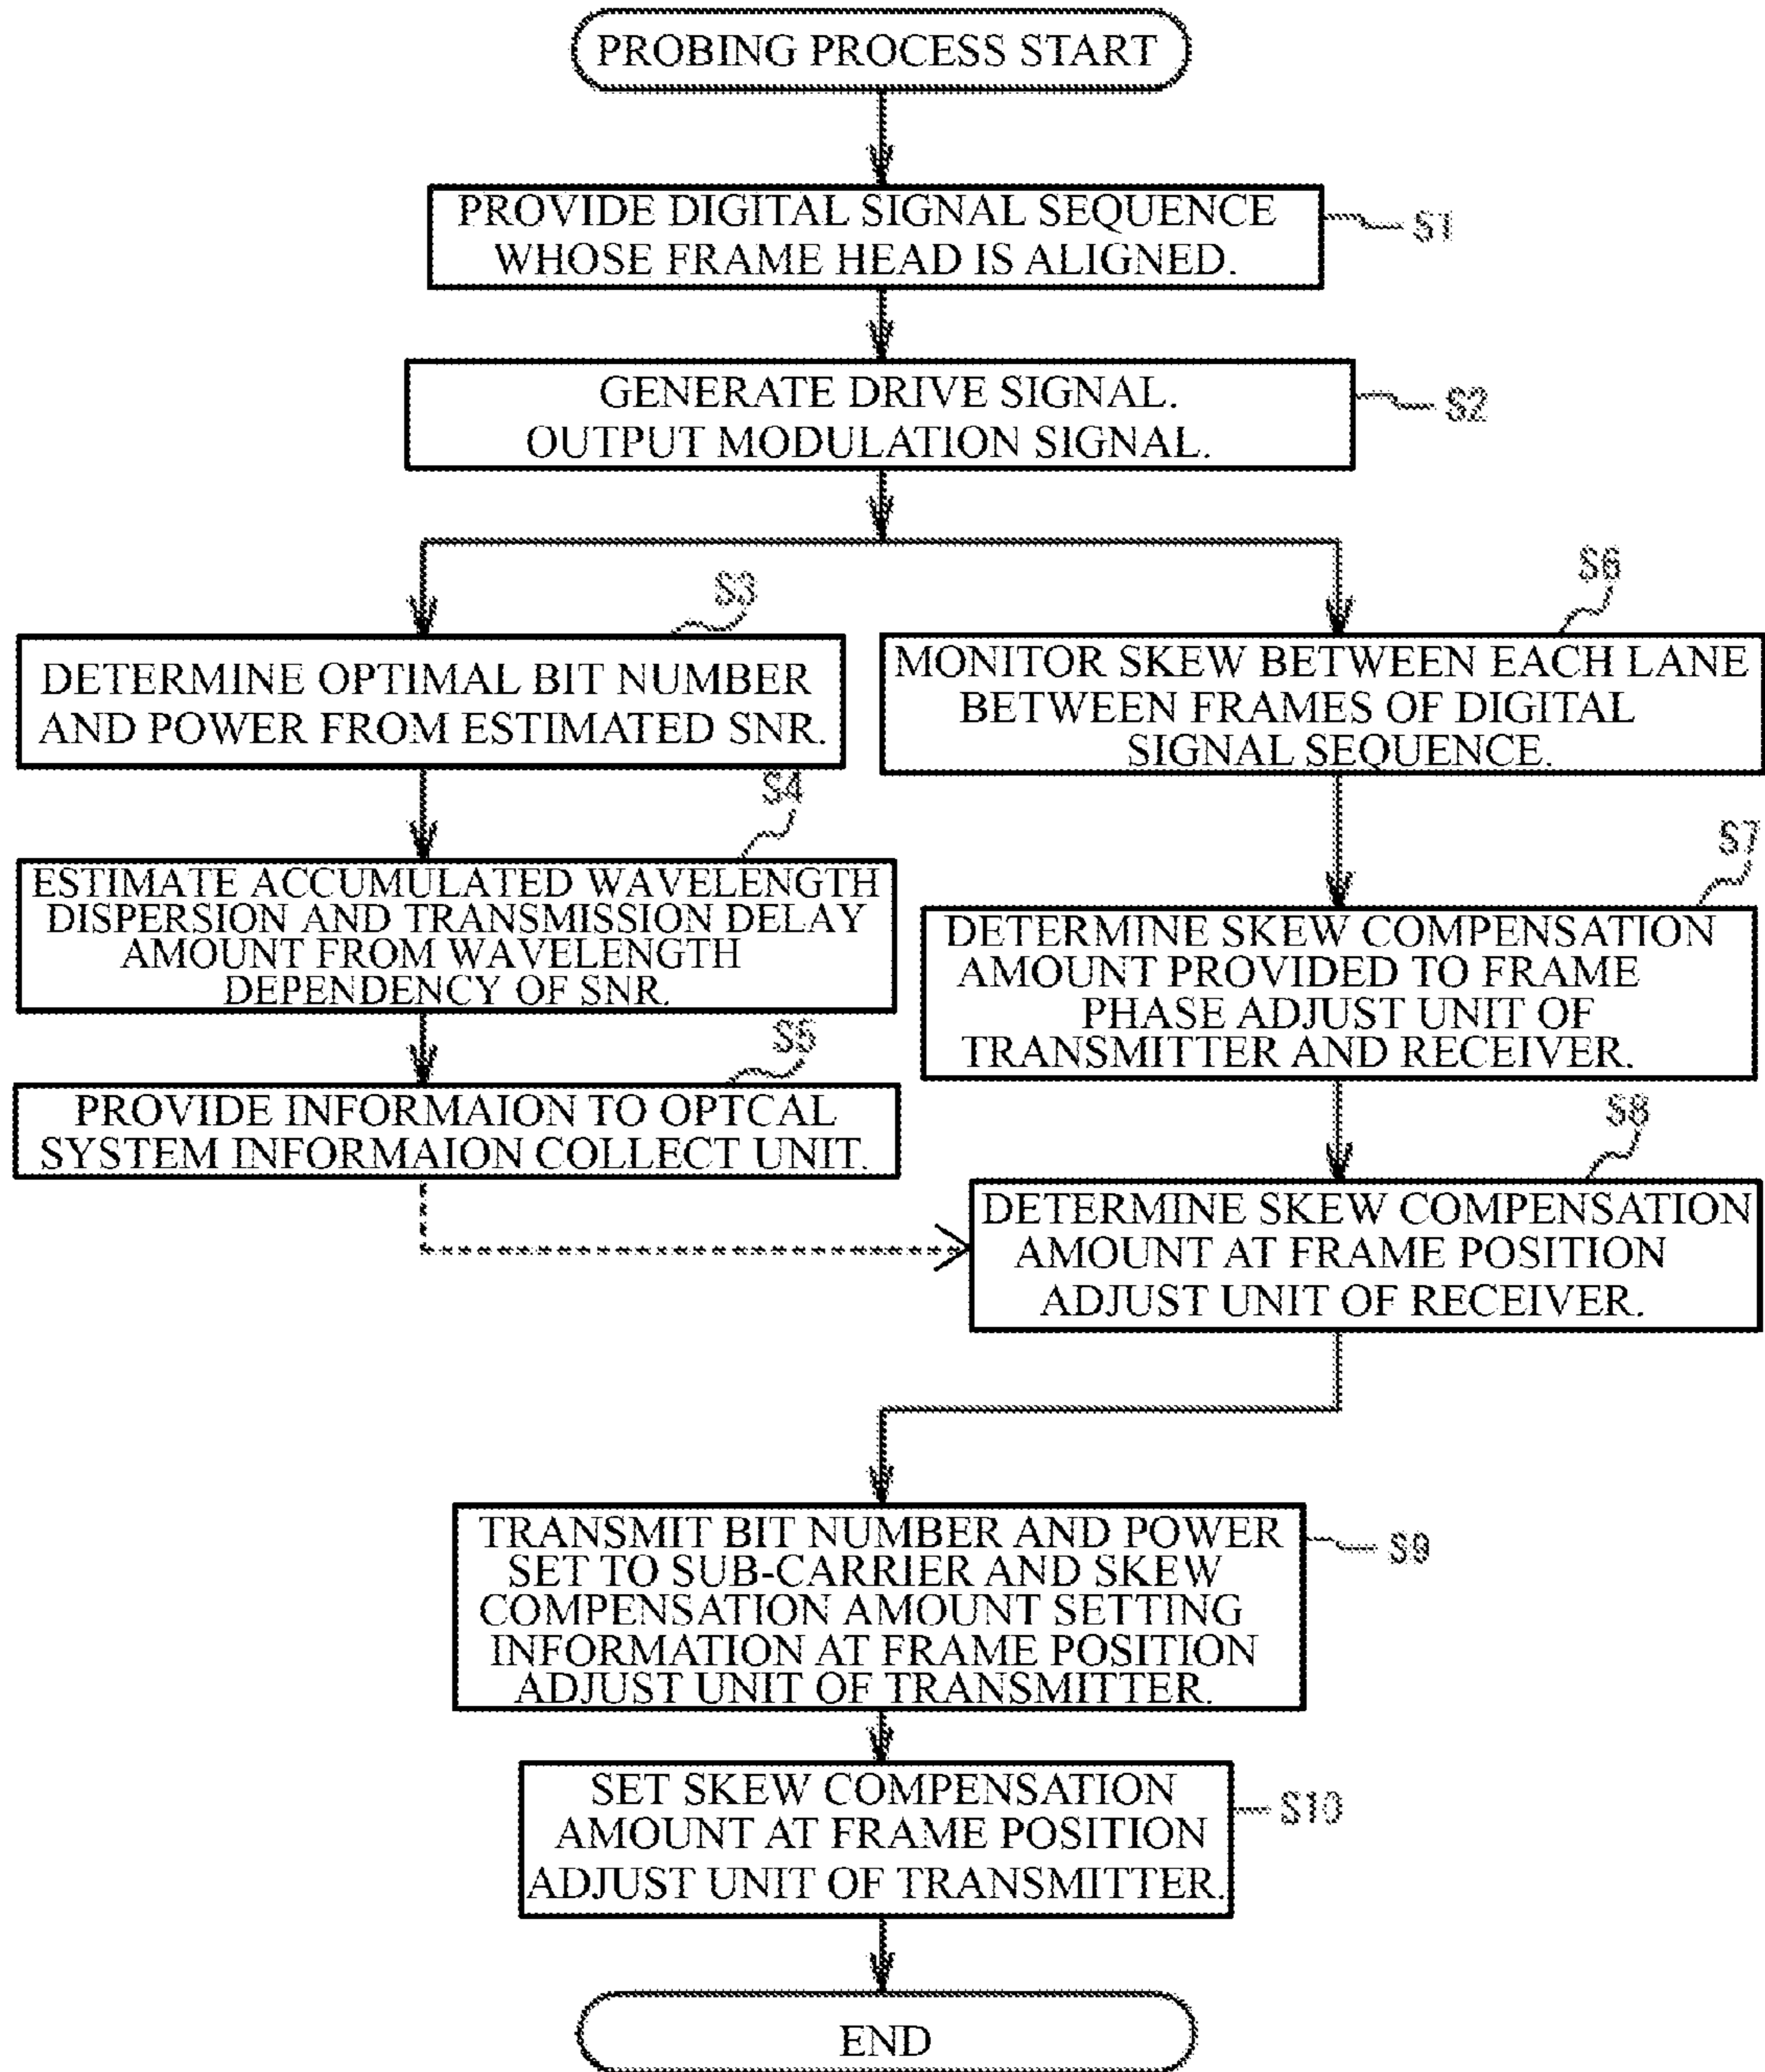 PROBING PROCESS START
PROVIDE DIGITAL SIGNAL SEQUENCE
WHOSE FRAME HEAD IS ALIGNED.
S1
GENERATE DRIVE SIGNAL.
OUTPUT MODULATION SIGNAL.
S2
S3
DETERMINE OPTIMAL BIT NUMBER
AND POWER FROM ESTIMATED SNR.
S4
ESTIMATE ACCUMULATED WAVELENGTH
DISPERSION AND TRANSMISSION DELAY
AMOUNT FROM WAVELENGTH
DEPENDENCY OF SNR.
S5
PROVIDE INFORMAION TO OPTCAL
SYSTEM INFORMAION COLLECT UNIT.
S6
MONITOR SKEW BETWEEN EACH LANE
BETWEEN FRAMES OF DIGITAL
SIGNAL SEQUENCE.
S7
DETERMINE SKEW COMPENSATION
AMOUNT PROVIDED TO FRAME
PHASE ADJUST UNIT OF
TRANSMITTER AND RECEIVER.
S8
DETERMINE SKEW COMPENSATION
AMOUNT AT FRAME POSITION
ADJUST UNIT OF RECEIVER.
TRANSMIT BIT NUMBER AND POWER
SET TO SUB-CARRIER AND SKEW
COMPENSATION AMOUNT SETTING
INFORMATION AT FRAME POSITION
ADJUST UNIT OF TRANSMITTER.
S9
SET SKEW COMPENSATION
AMOUNT AT FRAME POSITION
ADJUST UNIT OF TRANSMITTER.
S10
END